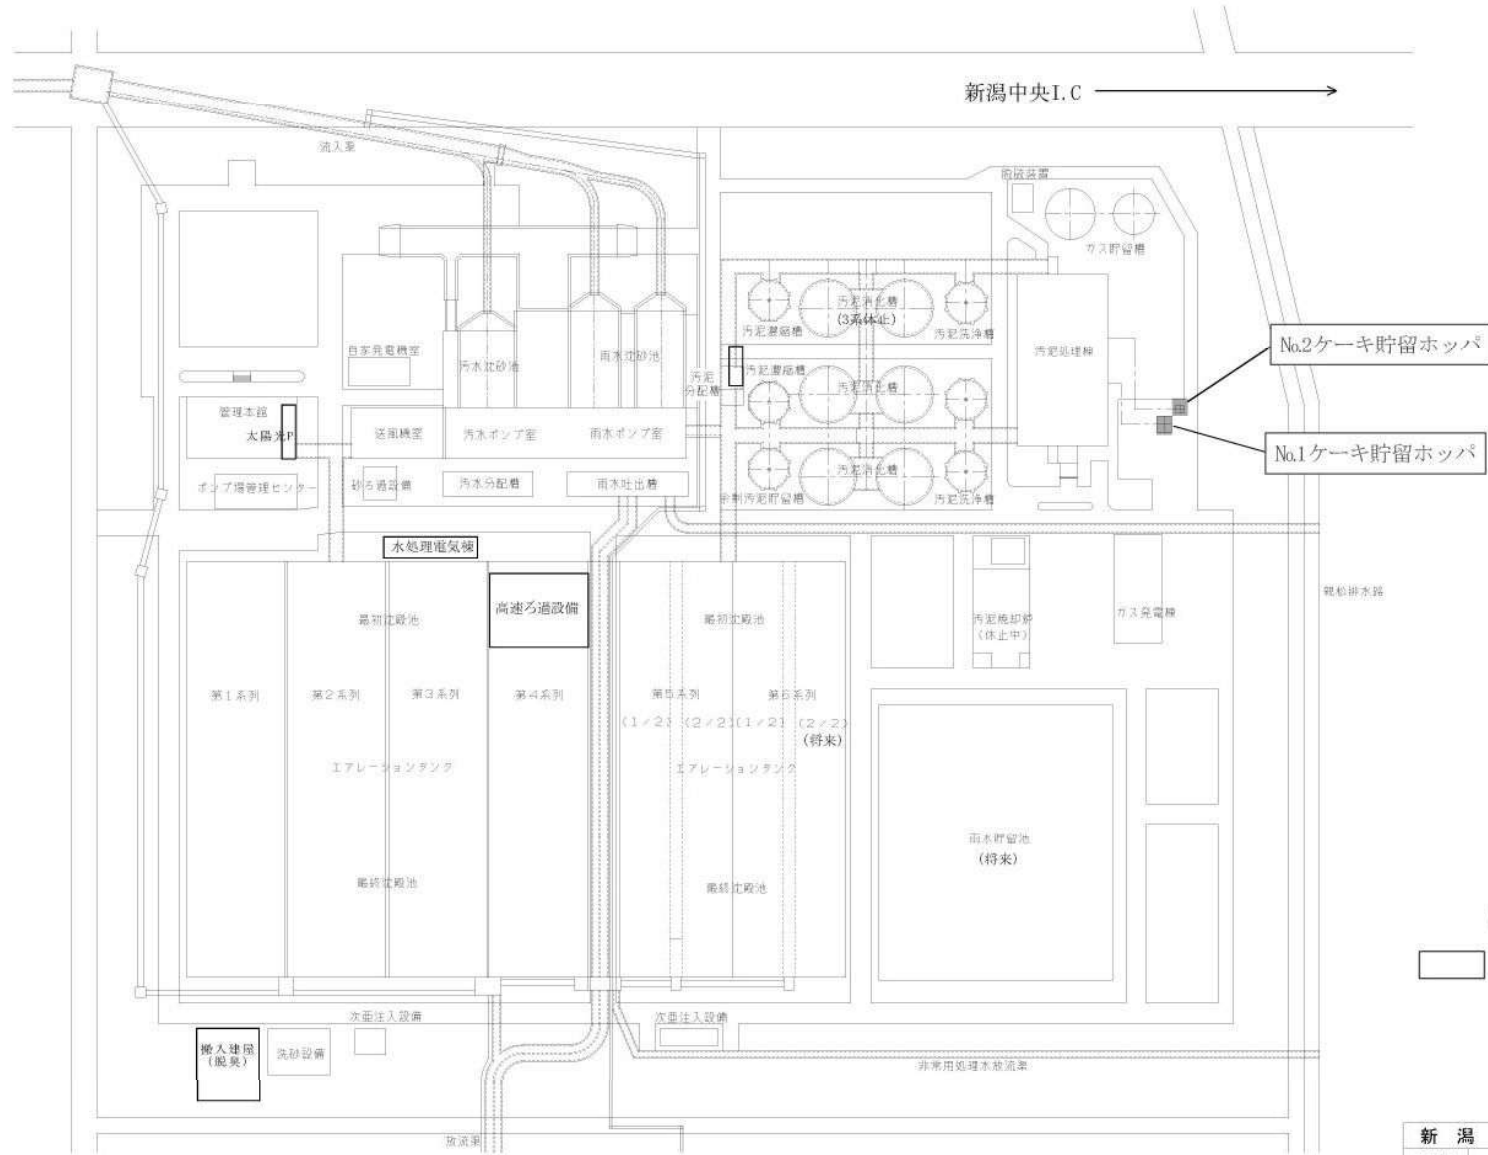 新潟中央I.C
流入渠
脱硫装置
ガス貯留槽
汚泥消化槽
(3系休止)
汚泥濃縮槽
汚泥洗浄槽
No.2ケーキ貯留ホッパ
自家発電機室
汚水沈砂池
雨水沈砂池
汚泥処理棟
汚泥
分配槽
汚泥濃縮槽
汚泥消化槽
汚泥洗浄槽
管理本館
太陽光P
送風機室
汚水ポンプ室
雨水ポンプ室
No.1ケーキ貯留ホッパ
汚泥消化槽
ポンプ場管理センター
砂ろ過設備
汚水分配槽
雨水吐出槽
余剰汚泥貯留槽
汚泥洗浄槽
水処理電気棟
高速ろ過設備
最初沈殿池
最初沈殿池
汚泥焼却炉
(休止中)
ガス発電棟
親松排水路
第1系列
第2系列
第3系列
第4系列
第5系列
第6系列
(1/2)
(2/2)
(1/2)
(2/2)
(将来)
エアレーションタンク
エアレーションタンク
雨水貯留池
(将来)
最終沈殿池
最終沈殿池
次亜注入設備
次亜注入設備
搬入建屋
(脱臭)
洗砂設備
非常用処理水放流渠
放流渠
新潟